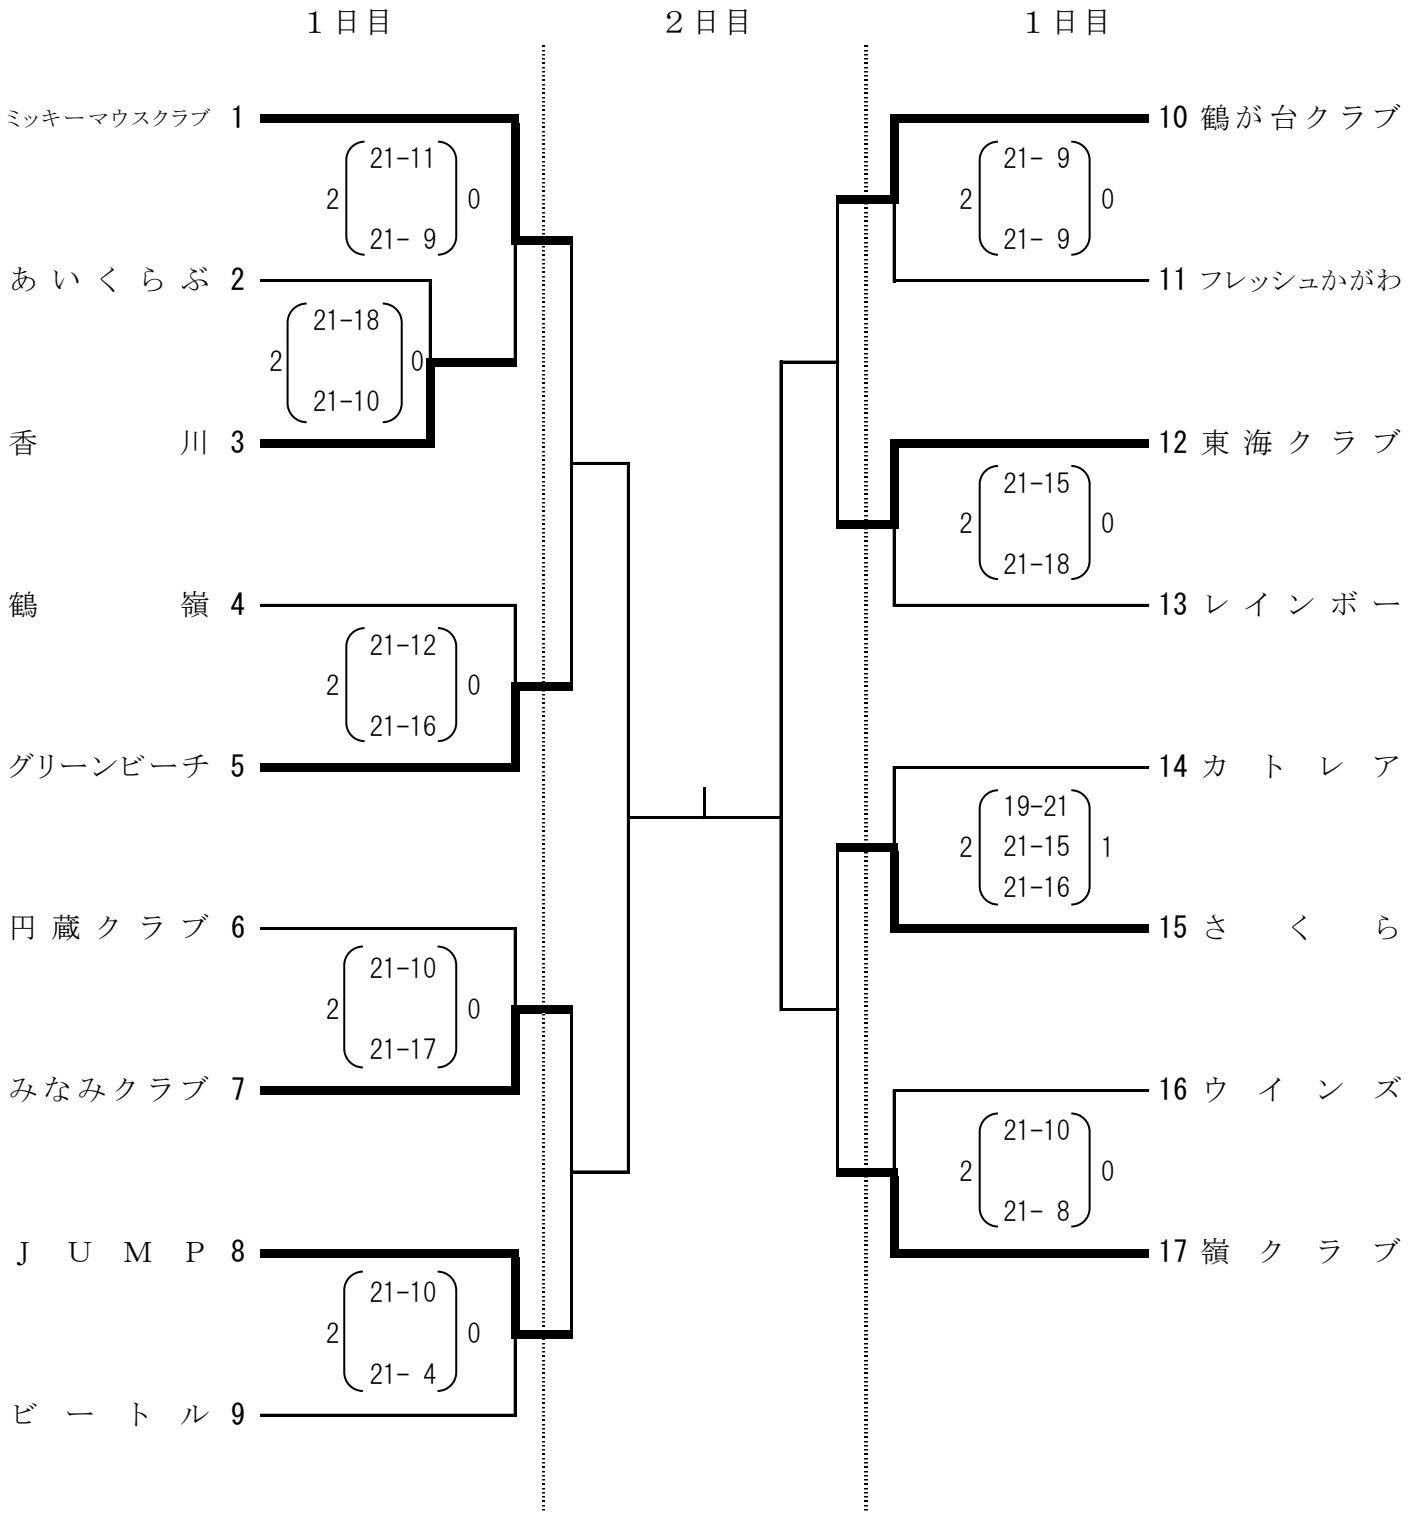 1日目 2日目 1日目
ミッキーマウスクラブ 1
21-11
2 0
21- 9
あいくらぶ 2
21-18
2 0
21-10
香川 3
鶴嶺 4
21-12
2 0
21-16
グリーンビーチ 5
円蔵クラブ 6
21-10
2 0
21-17
みなみクラブ 7
JUMP 8
21-10
2 0
21- 4
ビートル 9
10 鶴が台クラブ
21- 9
2 0
21- 9
11 フレッシュかがわ
12 東海クラブ
21-15
2 0
21-18
13 レインボー
14 カトレア
19-21
2 21-15 1
21-16
15 さくら
16 ウインズ
21-10
2 0
21- 8
17 嶺クラブ